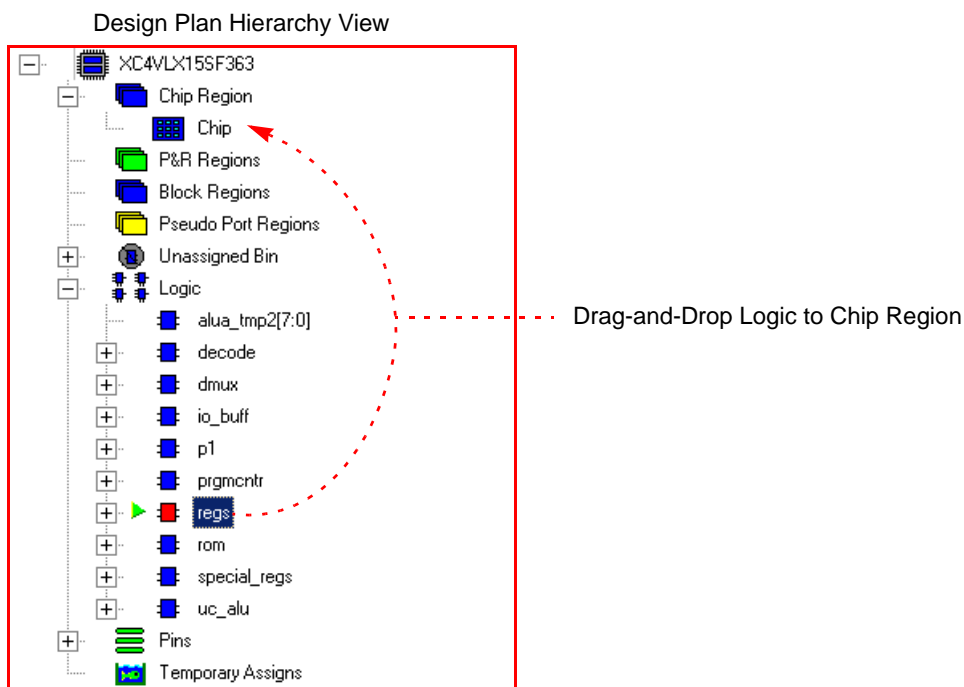 Design Plan Hierarchy View
XC4VLX15SF363
Chip Region
Chip
P&R Regions
Block Regions
Pseudo Port Regions
Unassigned Bin
Logic
alua_tmp2[7:0]
decode
dmux
io_buff
p1
prgmcntr
regs
rom
special_regs
uc_alu
Pins
Temporary Assigns
Drag-and-Drop Logic to Chip Region